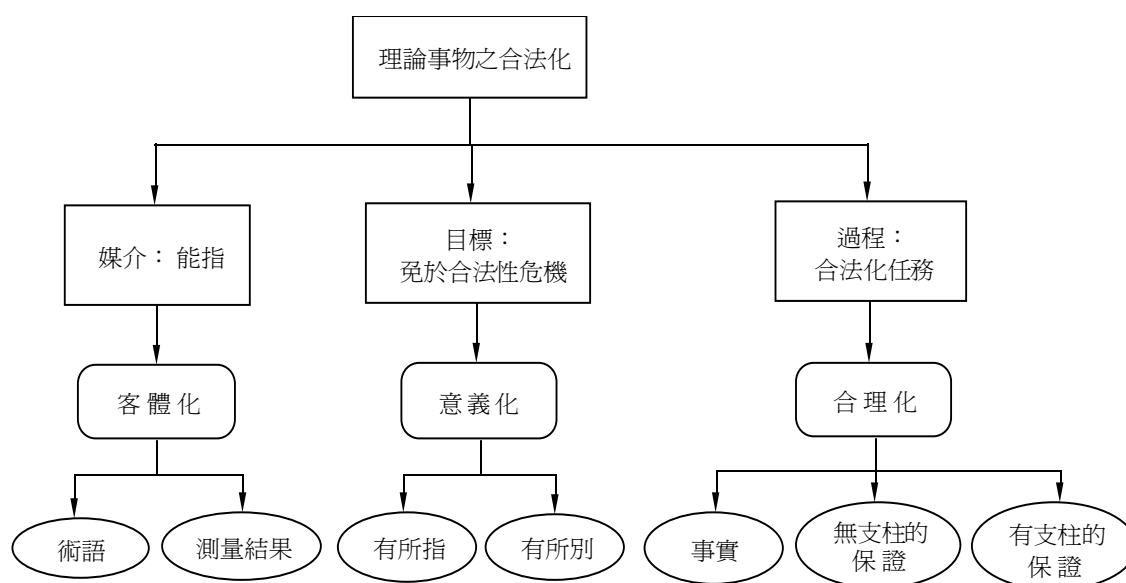 理論事物之合法化
媒介：能指
目標：
免於合法性危機
過程：
合法化任務
客體化
意義化
合理化
術語
測量結果
有所指
有所別
事實
無支柱的
保證
有支柱的
保證